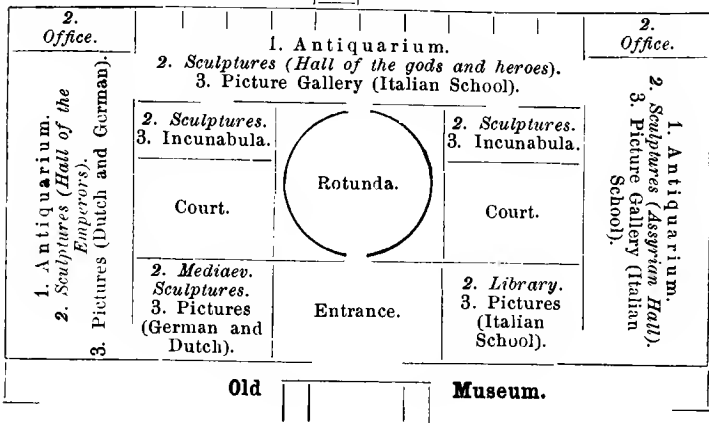 2.
Office.
1. Antiquarium.
2. Sculptures (Hall of the gods and heroes).
3. Picture Gallery (Italian School).
2.
Office.
1. Antiquarium.
2. Sculptures (Hall of the
Emperors).
3. Pictures (Dutch and German).
2. Sculptures.
3. Incunabula.
Court.
2. Mediaev.
Sculptures.
3. Pictures
(German and
Dutch).
Rotunda.
Entrance.
2. Sculptures.
3. Incunabula.
Court.
2. Library.
3. Pictures
(Italian
School).
1. Antiquarium.
2. Sculptures (Assyrian Hall).
3. Picture Gallery (Italian
School).
Old Museum.